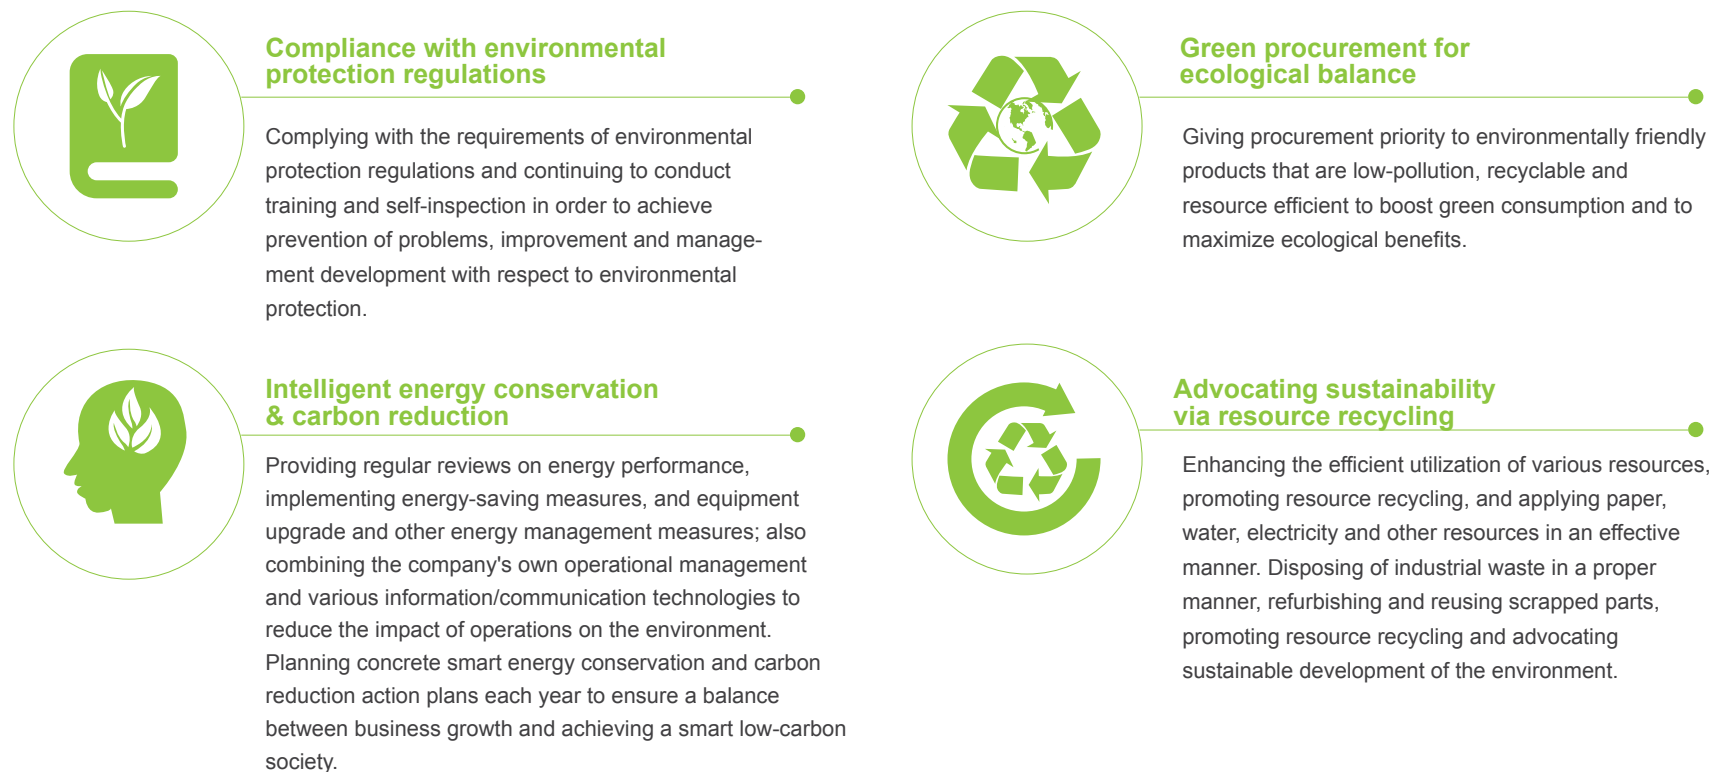 Compliance with environmental
protection regulations
Complying with the requirements of environmental
protection regulations and continuing to conduct
training and self-inspection in order to achieve
prevention of problems, improvement and manage-
ment development with respect to environmental
protection.
Green procurement for
ecological balance
Giving procurement priority to environmentally friendly
products that are low-pollution, recyclable and
resource efficient to boost green consumption and to
maximize ecological benefits.
Intelligent energy conservation
& carbon reduction
Providing regular reviews on energy performance,
implementing energy-saving measures, and equipment
upgrade and other energy management measures; also
combining the company's own operational management
and various information/communication technologies to
reduce the impact of operations on the environment.
Planning concrete smart energy conservation and carbon
reduction action plans each year to ensure a balance
between business growth and achieving a smart low-carbon
society.
Advocating sustainability
via resource recycling
Enhancing the efficient utilization of various resources,
promoting resource recycling, and applying paper,
water, electricity and other resources in an effective
manner. Disposing of industrial waste in a proper
manner, refurbishing and reusing scrapped parts,
promoting resource recycling and advocating
sustainable development of the environment.